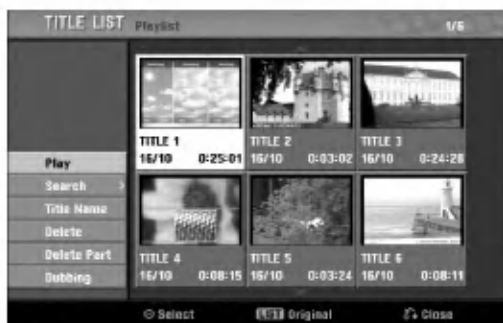 TITLE LIST Playlist 1/6
TITLE 1
16/10 0:25:01
TITLE 2
16/10 0:03:02
TITLE 3
16/10 0:24:28
Play
Search >
Title Name
Delete
Delete Part
Dubbing
TITLE 4
16/10 0:08:15
TITLE 5
16/10 0:03:24
TITLE 6
16/10 0:08:11
Select
LIST Original
Close